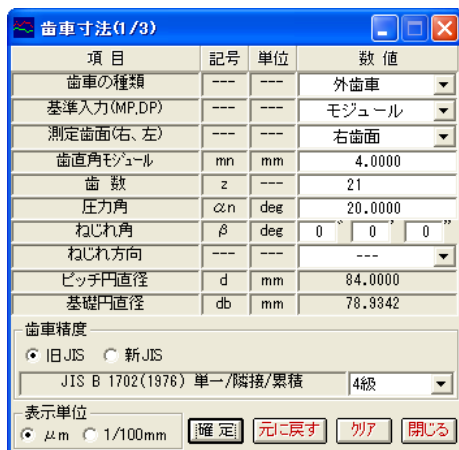 歯車寸法(1/3)
項 目 記号 単位 数 値
歯車の種類 --- --- 外歯車
基準入力(MP,DP) --- --- モジュール
測定歯面(右、左) --- --- 右歯面
歯直角モジュール mn mm 4.0000
歯 数 z --- 21
圧力角 αn deg 20.0000
ねじれ角 β deg 0 ° 0 ' 0 "
ねじれ方向 --- --- ---
ピッチ円直径 d mm 84.0000
基礎円直径 db mm 78.9342
歯車精度
旧JIS 新JIS
JIS B 1702(1976) 単一/隣接/累積 4級
表示単位
μm 1/100mm 確定 元に戻す クリア 閉じる